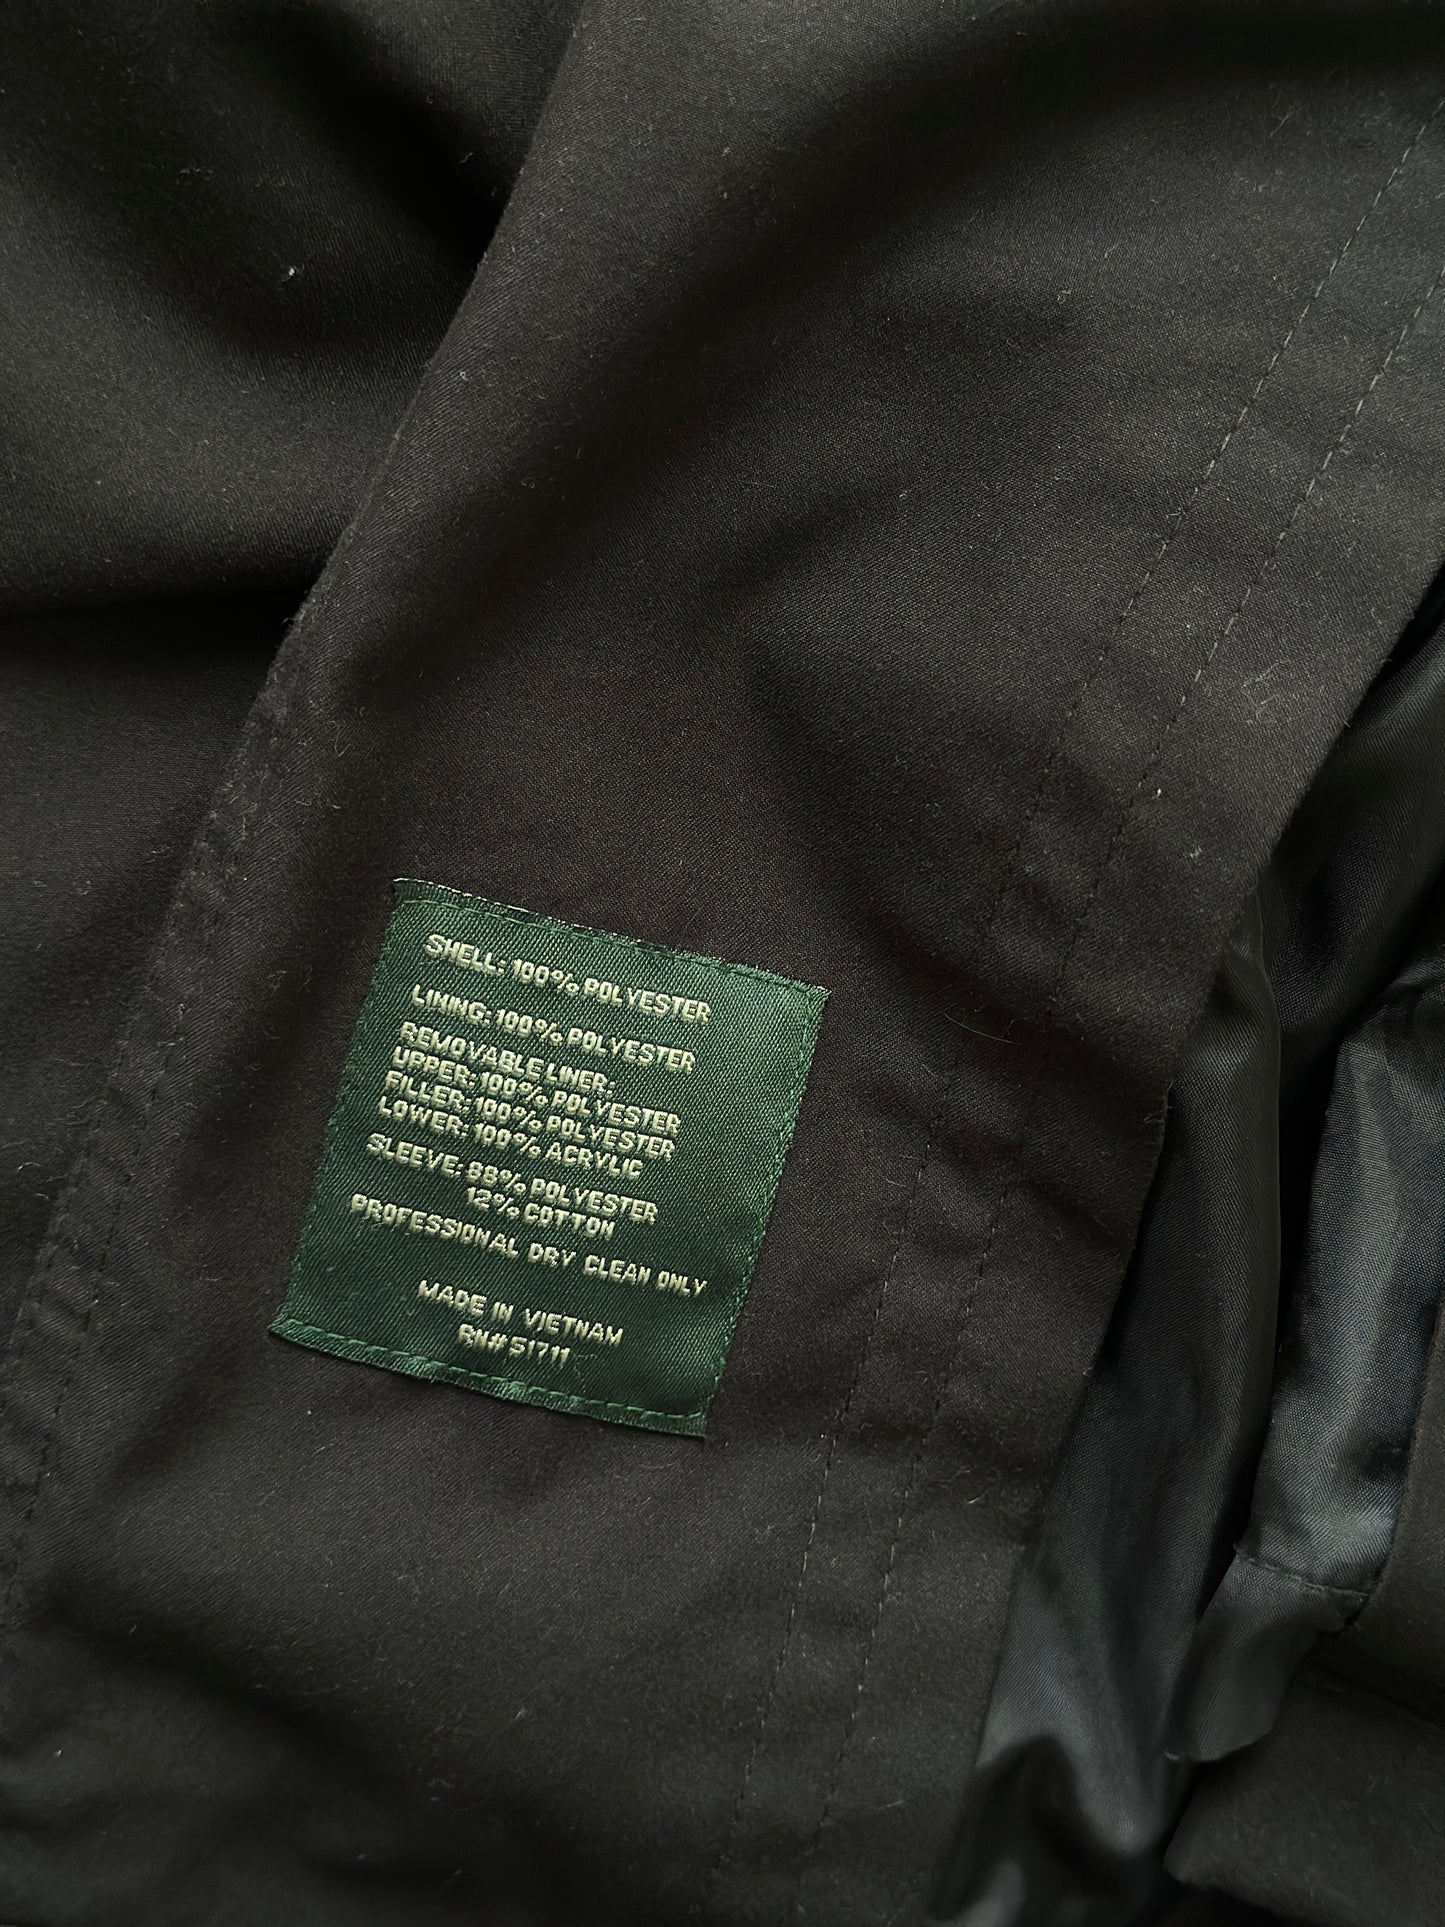 SHELL: 100% POLYESTER
LINING: 100% POLYESTER
REMOVABLE LINER:
UPPER: 100% POLYESTER
FILLER: 100% POLYESTER
LOWER: 100% ACRYLIC
SLEEVE: 88% POLYESTER
12% COTTON
PROFESSIONAL DRY CLEAN ONLY
MADE IN VIETNAM
RN# 51711